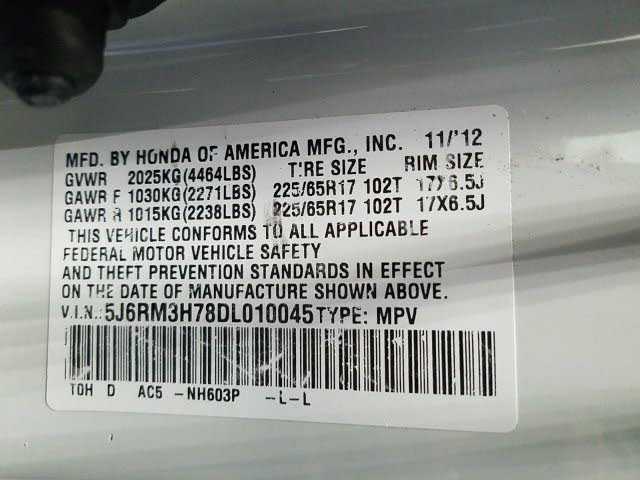 MFD. BY HONDA OF AMERICA MFG., INC. 11/'12
GVWR 2025KG(4464LBS) TIRE SIZE RIM SIZE
GAWR F 1030KG(2271LBS) 225/65R17 102T 17X6.5J
GAWR R 1015KG(2238LBS) 225/65R17 102T 17X6.5J
THIS VEHICLE CONFORMS TO ALL APPLICABLE
FEDERAL MOTOR VEHICLE SAFETY
AND THEFT PREVENTION STANDARDS IN EFFECT
ON THE DATE OF MANUFACTURE SHOWN ABOVE.
V.I.N.:5J6RM3H78DL010045 TYPE: MPV
TOH D AC5 -NH603P -L-L